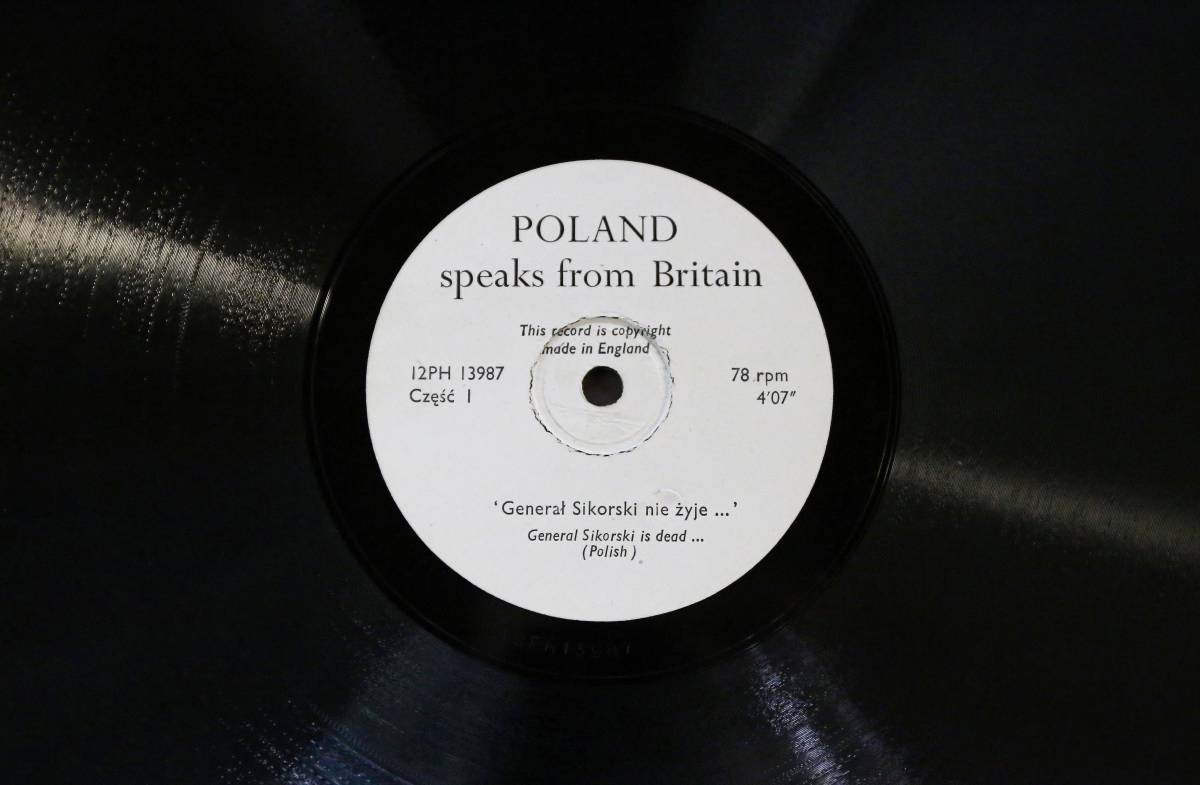 POLAND
speaks from Britain
This record is copyright
made in England
12PH 13987
78 rpm
Część I
4'07"
‘Generał Sikorski nie żyje ...’
General Sikorski is dead ...
(Polish)